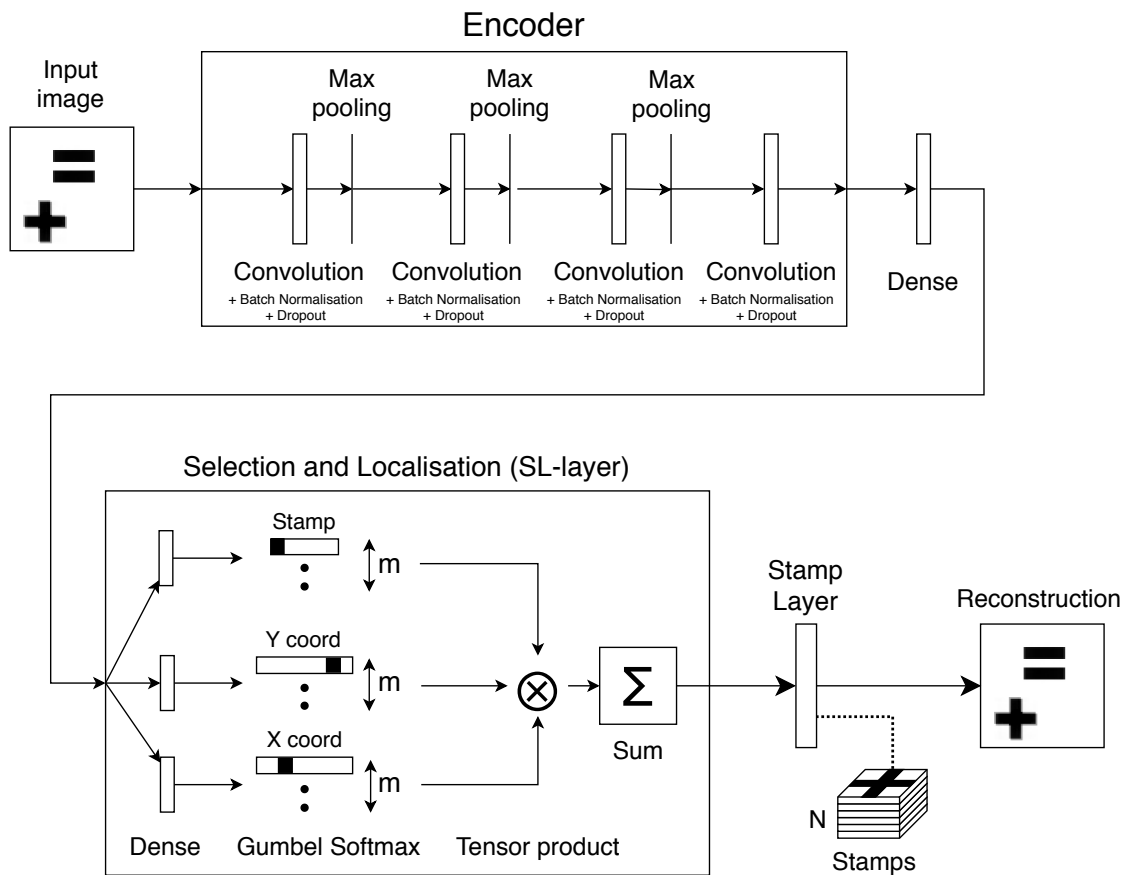 Encoder
Input
image
Max
pooling
Max
pooling
Max
pooling
Convolution
+ Batch Normalisation
+ Dropout
Convolution
+ Batch Normalisation
+ Dropout
Convolution
+ Batch Normalisation
+ Dropout
Convolution
+ Batch Normalisation
+ Dropout
Dense
Selection and Localisation (SL-layer)
Stamp
m
Y coord
m
X coord
m
Σ
Sum
Dense
Gumbel Softmax
Tensor product
Stamp
Layer
Reconstruction
N
Stamps